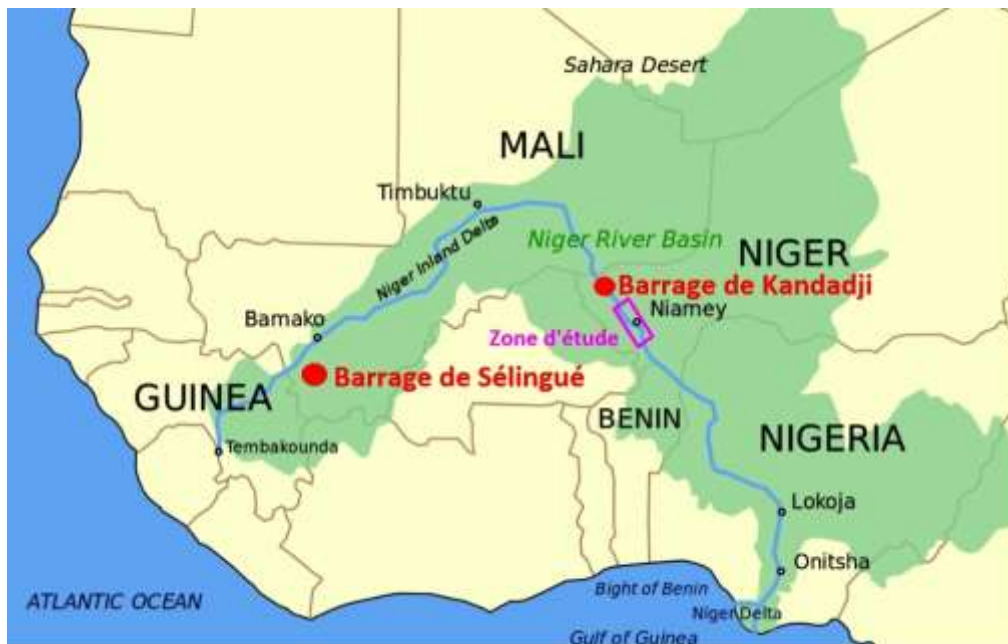 Sahara Desert
MALI
Timbuktu
Niger Inland Delta
Niger River Basin
NIGER
Barrage de Kandadji
Niamey
Zone d'étude
Bamako
Barrage de Sélingué
GUINEA
BENIN
NIGERIA
Tembakounda
Lokoja
Onitsha
Bight of Benin
ATLANTIC OCEAN
Niger Delta
Gulf of Guinea